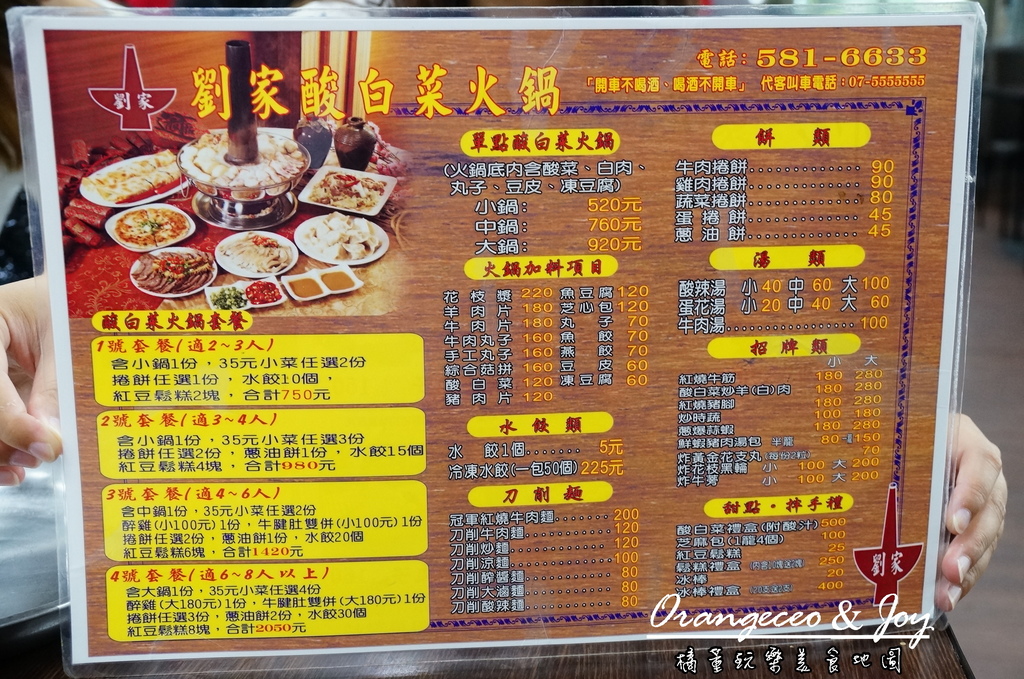 劉家
劉家酸白菜火鍋
電話：581-6633
「開車不喝酒、喝酒不開車」 代客叫車電話：07-5555555
酸白菜火鍋套餐
1號套餐(適2~3人)
含小鍋1份，35元小菜任選2份
捲餅任選1份，水餃10個，
紅豆鬆糕2塊，合計750元
2號套餐(適3~4人)
含小鍋1份，35元小菜任選3份
捲餅任選2份，蔥油餅1份，水餃15個
紅豆鬆糕4塊，合計980元
3號套餐(適4~6人)
含中鍋1份，35元小菜任選2份
醉雞(小100元)1份，牛腱肚雙併(小100元)1份
捲餅任選2份，蔥油餅1份，水餃20個
紅豆鬆糕6塊，合計1420元
4號套餐(適6~8人以上)
含大鍋1份，35元小菜任選4份
醉雞(大180元)1份，牛腱肚雙併(大180元)1份
捲餅任選3份，蔥油餅2份，水餃30個
紅豆鬆糕8塊，合計2050元
單點酸白菜火鍋
(火鍋底肉含酸菜、白肉、
丸子、豆皮、凍豆腐)
小鍋：520元
中鍋：760元
大鍋：920元
火鍋加料項目
花枝漿 220 魚豆腐 120
羊肉片 180 芝心包 120
牛肉片 180 丸子 70
牛肉丸子 160 魚餃 70
手工丸子 160 燕餃 70
綜合菇拼 160 豆皮 60
酸白菜 120 凍豆腐 60
豬肉片 120
水餃類
水餃1個........ 5元
冷凍水餃(一包50個) 225元
刀削麵
冠軍紅燒牛肉麵....... 200
刀削牛肉麵............ 120
刀削炒麵.............. 120
刀削涼麵.............. 100
刀削醡醬麵............ 80
刀削大滷麵............ 80
刀削酸辣麵............ 80
餅類
牛肉捲餅............... 90
雞肉捲餅............... 90
蔬菜捲餅............... 80
蛋捲餅................. 45
蔥油餅................. 45
湯類
酸辣湯 小40 中60 大100
蛋花湯 小20 中40 大60
牛肉湯................. 100
招牌類
小 大
紅燒牛筋 180 280
酸白菜炒羊(白)肉 180 280
紅燒豬腳 180 280
炒時蔬 100 180
蔥爆蒜蝦 180 280
鮮蝦豬肉湯包 半籠 80 一籠 150
炸黃金花支丸(每份2粒) 70
炸花枝黑輪 小 100 大 200
炸牛蒡 小 100 大 200
甜點・拌手禮
酸白菜禮盒(附酸汁) 500
芝麻包(1籠4個) 100
紅豆鬆糕 25
鬆糕禮盒 250
冰棒 20
冰棒禮盒 400
劉家
Orangeceo & Joy
橘董玩樂美食地圖